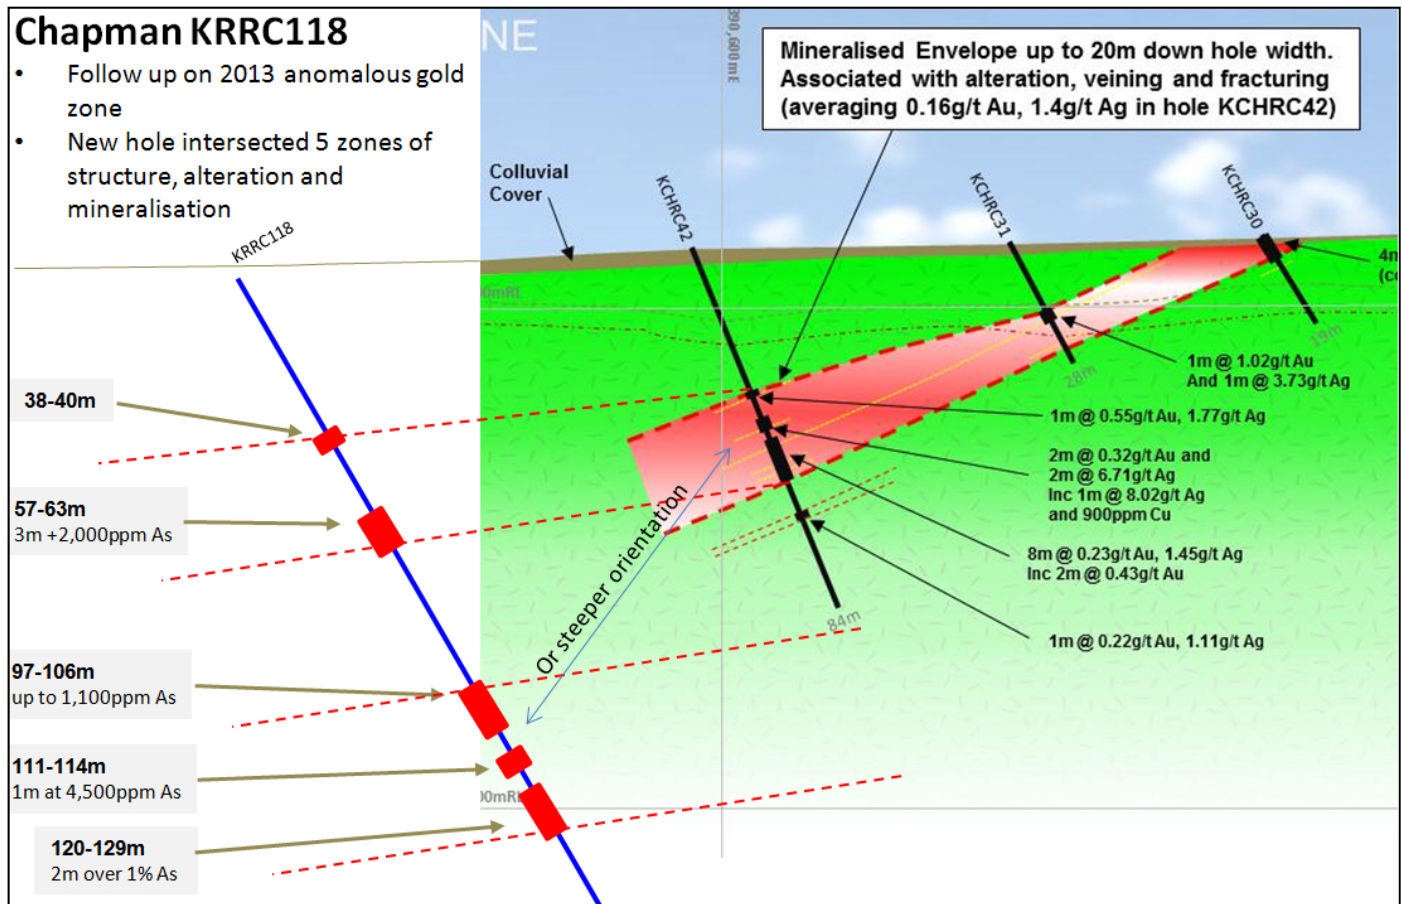 Chapman KRRC118
• Follow up on 2013 anomalous gold
zone
• New hole intersected 5 zones of
structure, alteration and
mineralisation
NE
390,600mE
Mineralised Envelope up to 20m down hole width.
Associated with alteration, veining and fracturing
(averaging 0.16g/t Au, 1.4g/t Ag in hole KCHRC42)
Colluvial
Cover
KRRC118
KCHRC42
KCHRC31
KCHRC30
0mRL
38-40m
57-63m
3m +2,000ppm As
97-106m
up to 1,100ppm As
111-114m
1m at 4,500ppm As
120-129m
2m over 1% As
Or steeper orientation
19m
28m
84m
1m @ 1.02g/t Au
And 1m @ 3.73g/t Ag
1m @ 0.55g/t Au, 1.77g/t Ag
2m @ 0.32g/t Au and
2m @ 6.71g/t Ag
Inc 1m @ 8.02g/t Ag
and 900ppm Cu
8m @ 0.23g/t Au, 1.45g/t Ag
Inc 2m @ 0.43g/t Au
1m @ 0.22g/t Au, 1.11g/t Ag